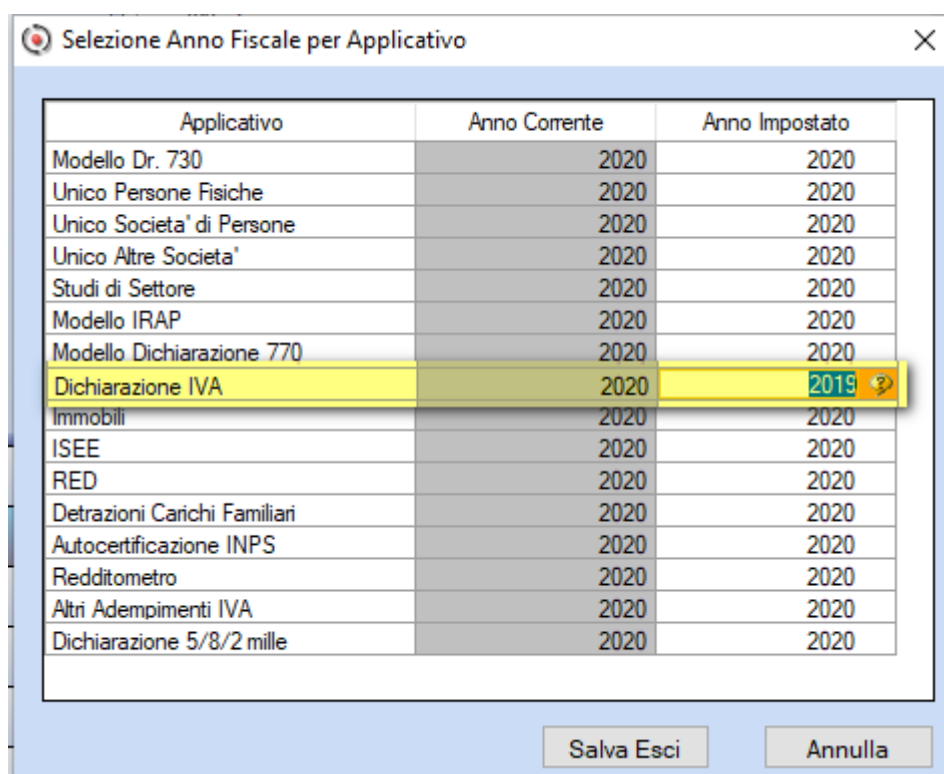 Selezione Anno Fiscale per Applicativo
Applicativo Anno Corrente Anno Impostato
Modello Dr. 730 2020 2020
Unico Persone Fisiche 2020 2020
Unico Societa' di Persone 2020 2020
Unico Altre Societa' 2020 2020
Studi di Settore 2020 2020
Modello IRAP 2020 2020
Modello Dichiarazione 770 2020 2020
Dichiarazione IVA 2020 2019
Immobili 2020 2020
ISEE 2020 2020
RED 2020 2020
Detrazioni Carichi Familiari 2020 2020
Autocertificazione INPS 2020 2020
Redditometro 2020 2020
Altri Adempimenti IVA 2020 2020
Dichiarazione 5/8/2 mille 2020 2020
Salva Esci Annulla